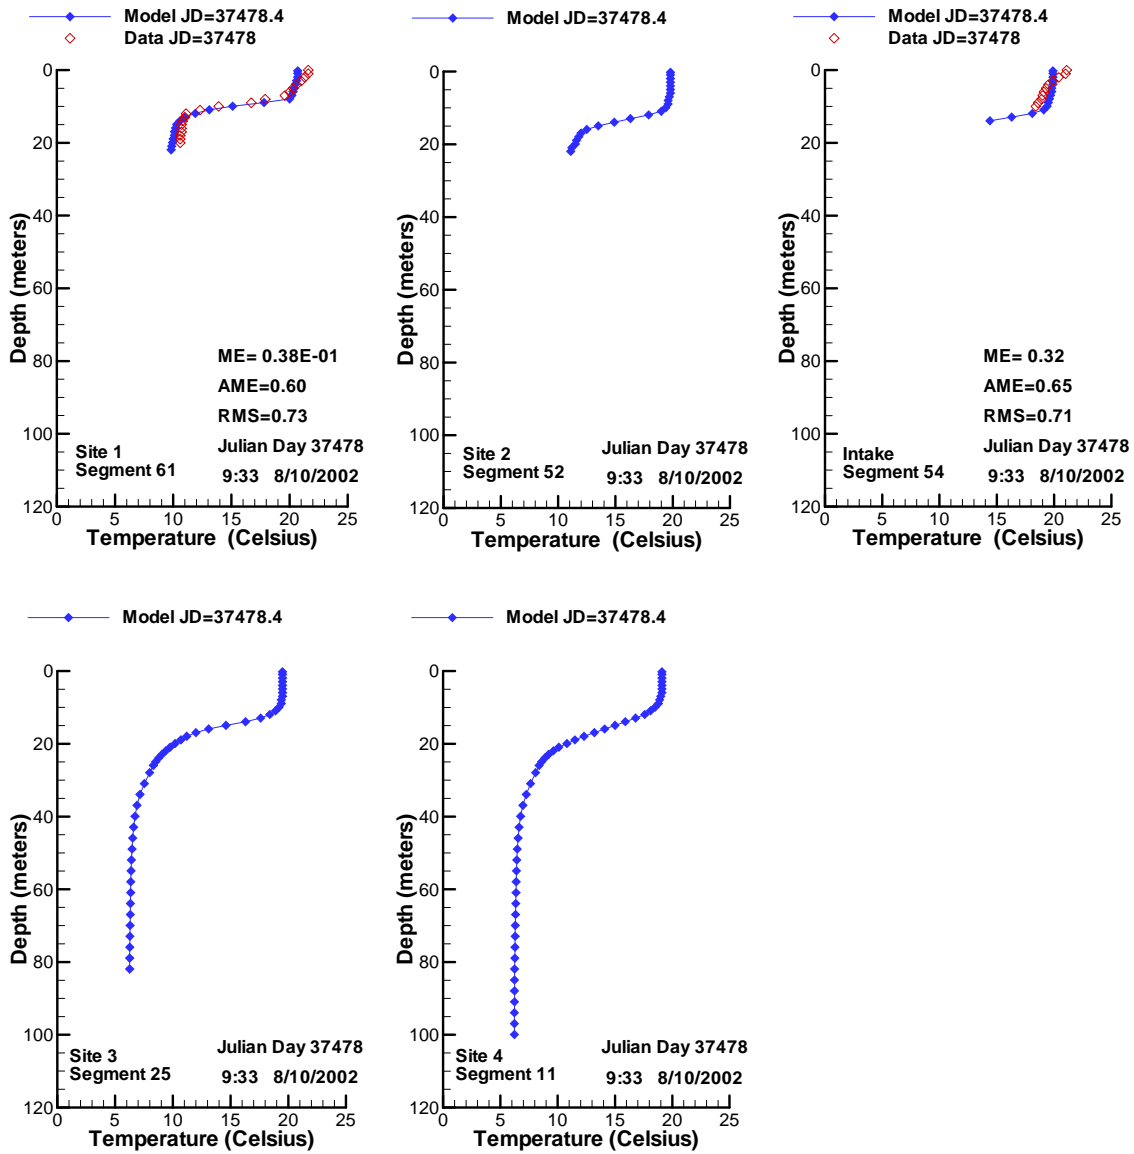 Model JD=37478.4
Data JD=37478
0
20
40
60
80
100
120
Depth (meters)
ME= 0.38E-01
AME=0.60
RMS=0.73
Site 1
Segment 61
Julian Day 37478
9:33 8/10/2002
0 5 10 15 20 25
Temperature (Celsius)
Model JD=37478.4
0
20
40
60
80
100
120
Depth (meters)
Site 2
Segment 52
Julian Day 37478
9:33 8/10/2002
0 5 10 15 20 25
Temperature (Celsius)
Model JD=37478.4
Data JD=37478
0
20
40
60
80
100
120
Depth (meters)
ME= 0.32
AME=0.65
RMS=0.71
Intake
Segment 54
Julian Day 37478
9:33 8/10/2002
0 5 10 15 20 25
Temperature (Celsius)
Model JD=37478.4
0
20
40
60
80
100
120
Depth (meters)
Site 3
Segment 25
Julian Day 37478
9:33 8/10/2002
0 5 10 15 20 25
Temperature (Celsius)
Model JD=37478.4
0
20
40
60
80
100
120
Depth (meters)
Site 4
Segment 11
Julian Day 37478
9:33 8/10/2002
0 5 10 15 20 25
Temperature (Celsius)